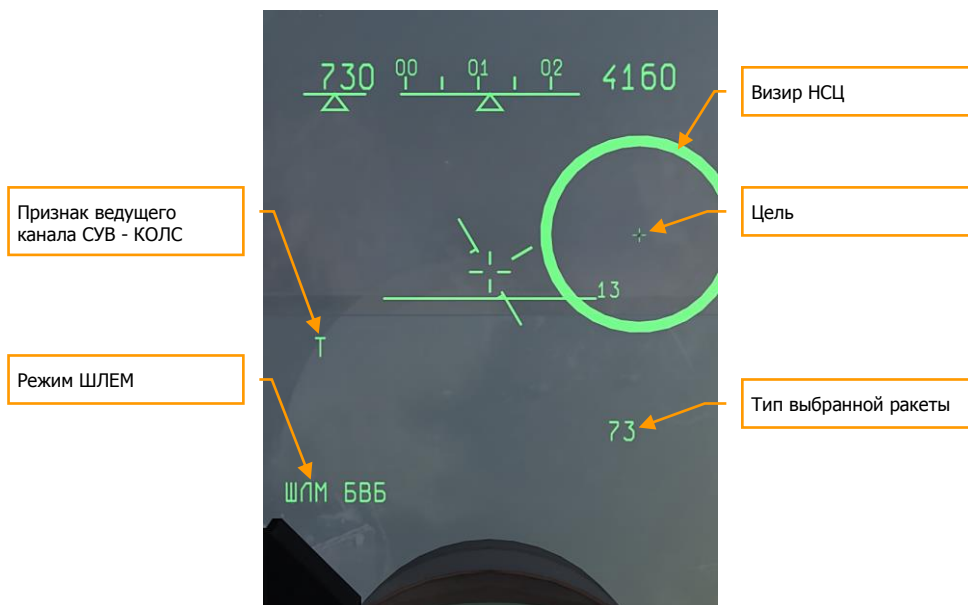 730 00 01 02 4160
Визир НСЦ
Цель
Признак ведущего
канала СУВ - КОЛС
13
Т
Режим ШЛЕМ
Тип выбранной ракеты
73
ШЛМ БВБ